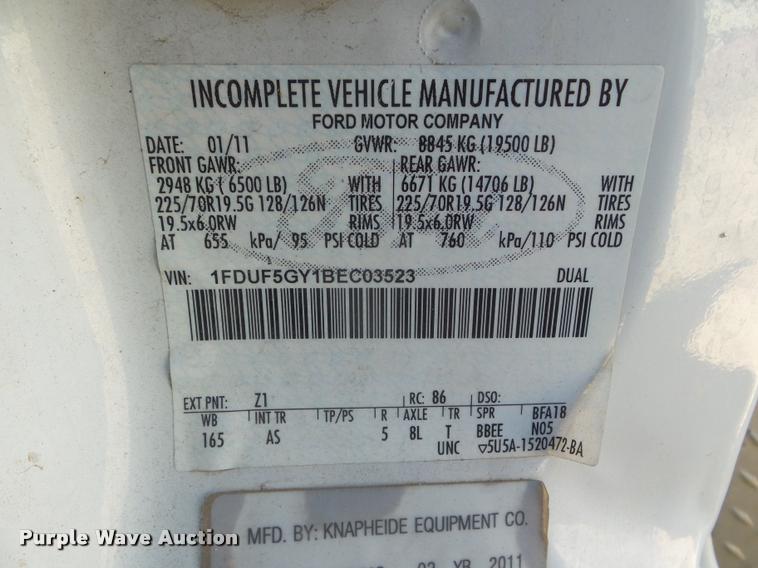 INCOMPLETE VEHICLE MANUFACTURED BY
FORD MOTOR COMPANY
DATE: 01/11 GVWR: 8845 KG (19500 LB)
FRONT GAWR: REAR GAWR:
2948 KG ( 6500 LB) WITH 6671 KG (14706 LB) WITH
225/70R19.5G 128/126N TIRES 225/70R19.5G 128/126N TIRES
19.5x6.0RW RIMS 19.5x6.0RW RIMS
AT 655 kPa/ 95 PSI COLD AT 760 kPa/110 PSI COLD
VIN: 1FDUF5GY1BEC03523 DUAL
EXT PNT: Z1 RC: 86 DSO:
WB INT TR TP/PS R AXLE TR SPR BFA18
165 AS 5 8L T BBEE N05
UNC ▽5U5A-1520472-BA
MFD. BY: KNAPHEIDE EQUIPMENT CO.
02 YR 2011
Purple Wave Auction